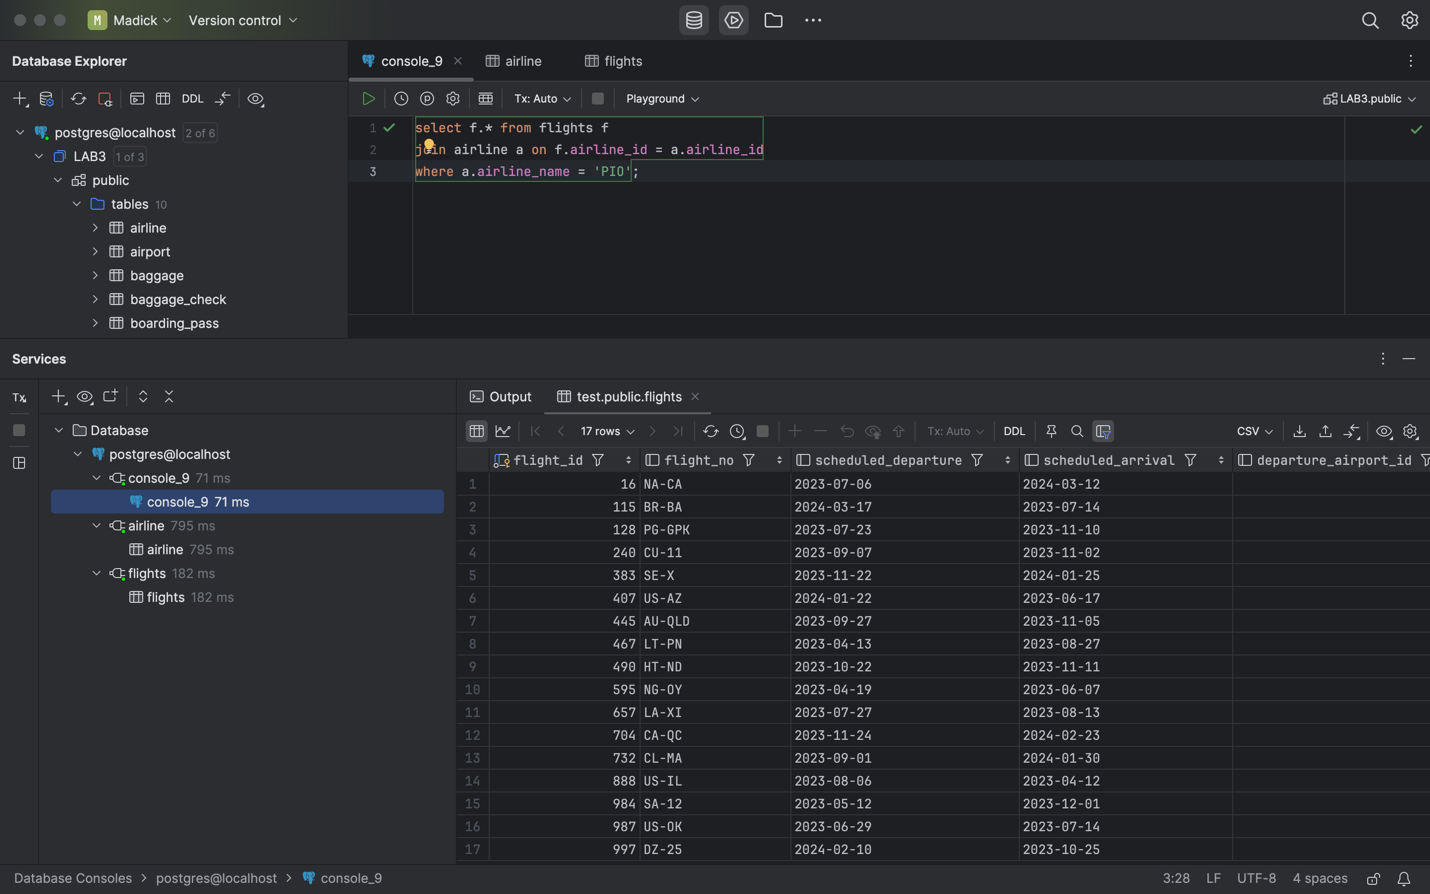 M Madick Version control
Database Explorer
console_9 airline flights
DDL
Tx: Auto Playground LAB3.public
postgres@localhost 2 of 6
LAB3 1 of 3
public
tables 10
airline
airport
baggage
baggage_check
boarding_pass
1 select f.* from flights f
2 join airline a on f.airline_id = a.airline_id
3 where a.airline_name = 'PIO';
Services
Tx
Output test.public.flights
Database
postgres@localhost
console_9 71 ms
console_9 71 ms
airline 795 ms
airline 795 ms
flights 182 ms
flights 182 ms
17 rows Tx: Auto DDL CSV
flight_id flight_no scheduled_departure scheduled_arrival departure_airport_id
1 16 NA-CA 2023-07-06 2024-03-12
2 115 BR-BA 2024-03-17 2023-07-14
3 128 PG-GPK 2023-07-23 2023-11-10
4 240 CU-11 2023-09-07 2023-11-02
5 383 SE-X 2023-11-22 2024-01-25
6 407 US-AZ 2024-01-22 2023-06-17
7 445 AU-QLD 2023-09-27 2023-11-05
8 467 LT-PN 2023-04-13 2023-08-27
9 490 HT-ND 2023-10-22 2023-11-11
10 595 NG-OY 2023-04-19 2023-06-07
11 657 LA-XI 2023-07-27 2023-08-13
12 704 CA-QC 2023-11-24 2024-02-23
13 732 CL-MA 2023-09-01 2024-01-30
14 888 US-IL 2023-08-06 2023-04-12
15 984 SA-12 2023-05-12 2023-12-01
16 987 US-OK 2023-06-29 2023-07-14
17 997 DZ-25 2024-02-10 2023-10-25
Database Consoles > postgres@localhost > console_9 3:28 LF UTF-8 4 spaces